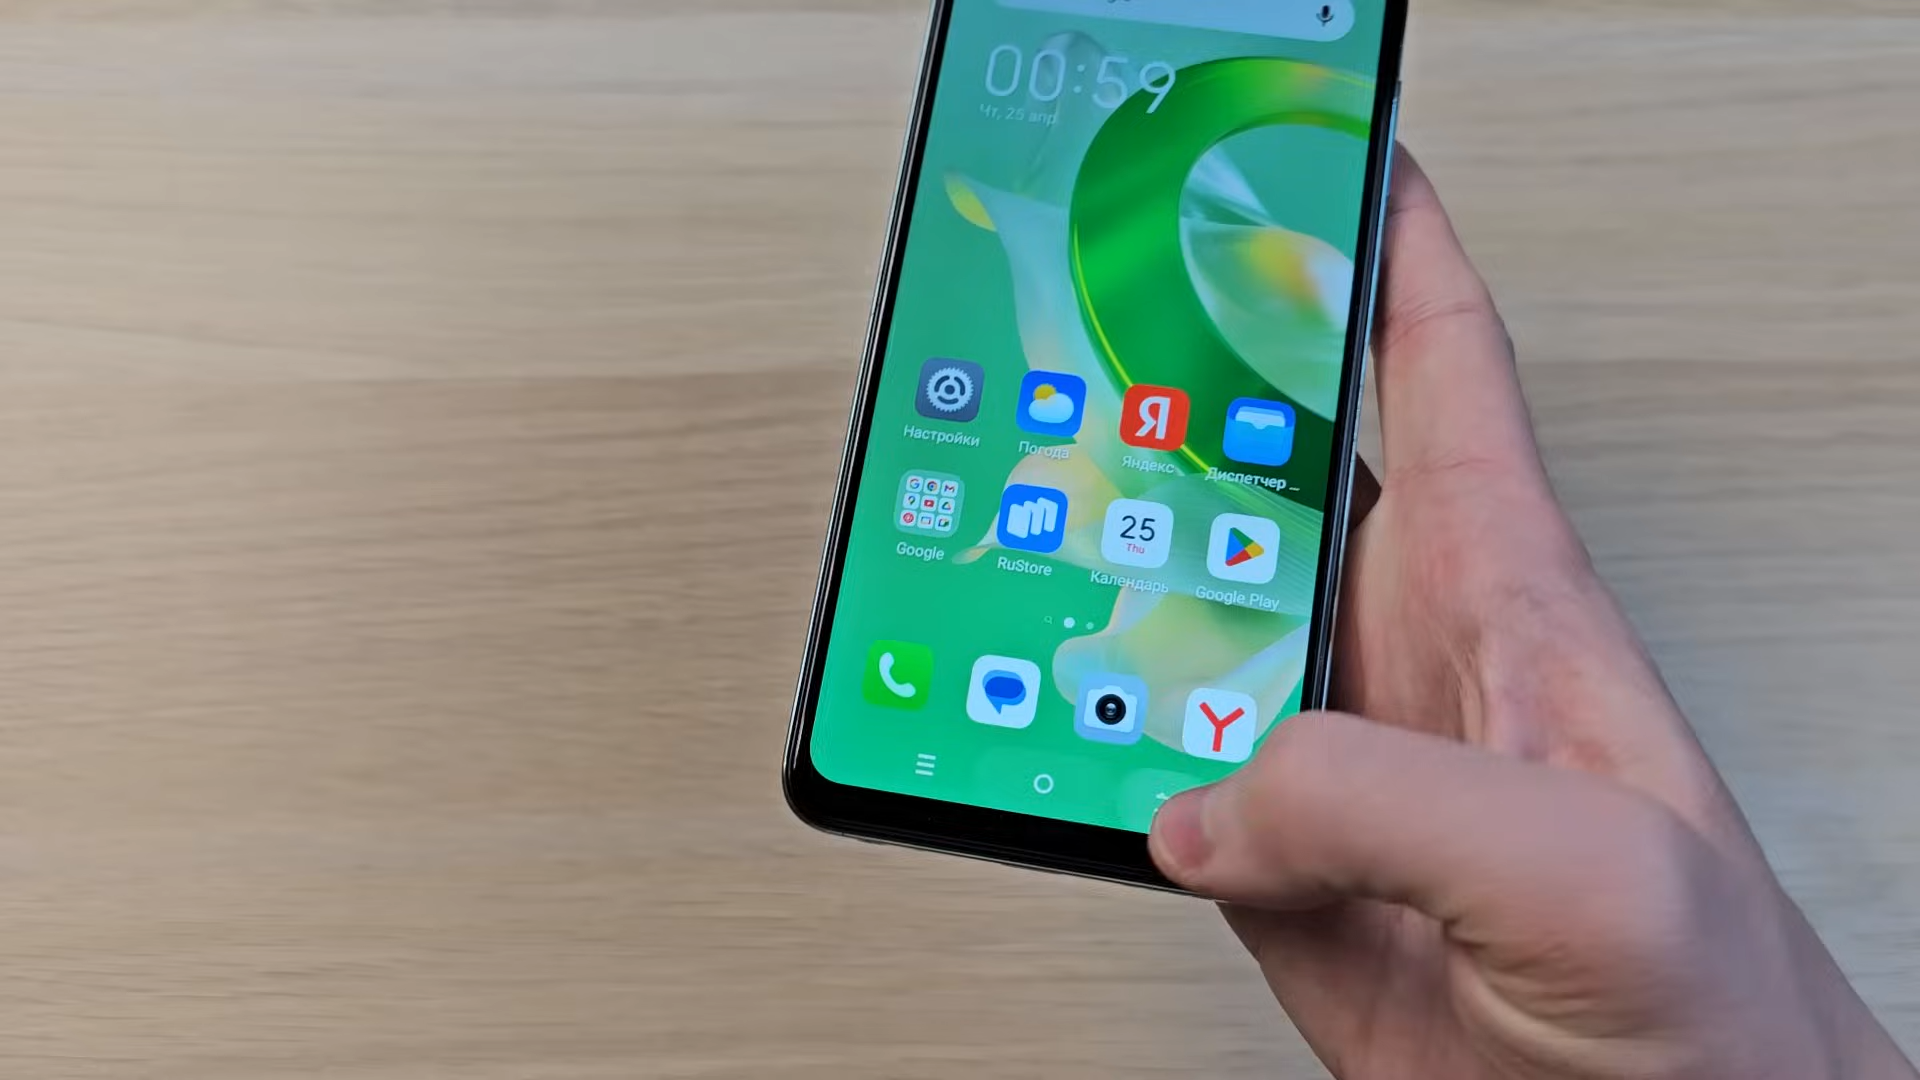 00:59
Чт, 25 апр.
Настройки
Погода
Я
Яндекс
Диспетчер ...
Google
RuStore
25
Thu
Календарь
Google Play
Y